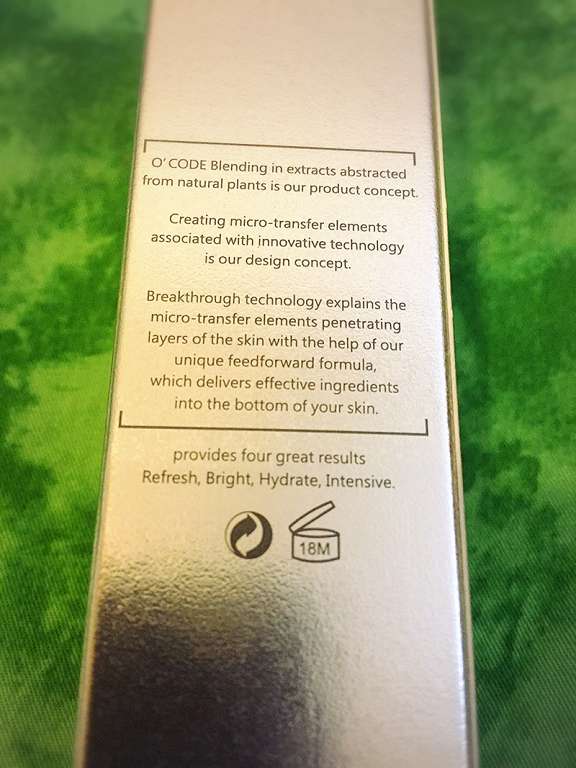 O' CODE Blending in extracts abstracted
from natural plants is our product concept.
Creating micro-transfer elements
associated with innovative technology
is our design concept.
Breakthrough technology explains the
micro-transfer elements penetrating
layers of the skin with the help of our
unique feedforward formula,
which delivers effective ingredients
into the bottom of your skin.
provides four great results
Refresh, Bright, Hydrate, Intensive.
18M